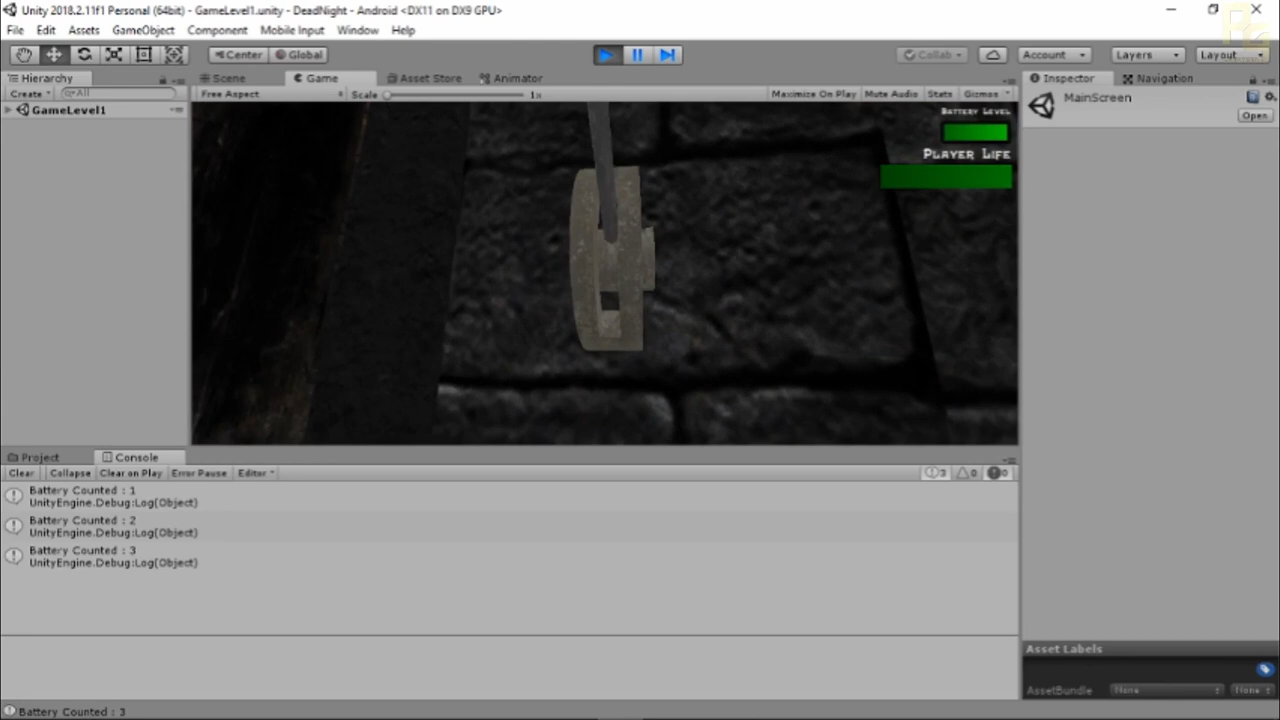 Unity 2018.2.11f1 Personal (64bit) - GameLevel1.unity - DeadNight - Android <DX11 on DX9 GPU>
File Edit Assets GameObject Component Mobile Input Window Help
Center Global Collab Account Layers Layout
Hierarchy Scene Game Asset Store Animator Inspector Navigation
Create All Free Aspect Scale 1x Maximize On Play Mute Audio Stats Gizmos MainScreen
GameLevel1
Open
Battery Level
Player Life
Project Console
Clear Collapse Clear on Play Error Pause Editor 3 0 0
Battery Counted : 1
UnityEngine.Debug:Log(Object)
Battery Counted : 2
UnityEngine.Debug:Log(Object)
Battery Counted : 3
UnityEngine.Debug:Log(Object)
Asset Labels
AssetBundle None None
Battery Counted : 3